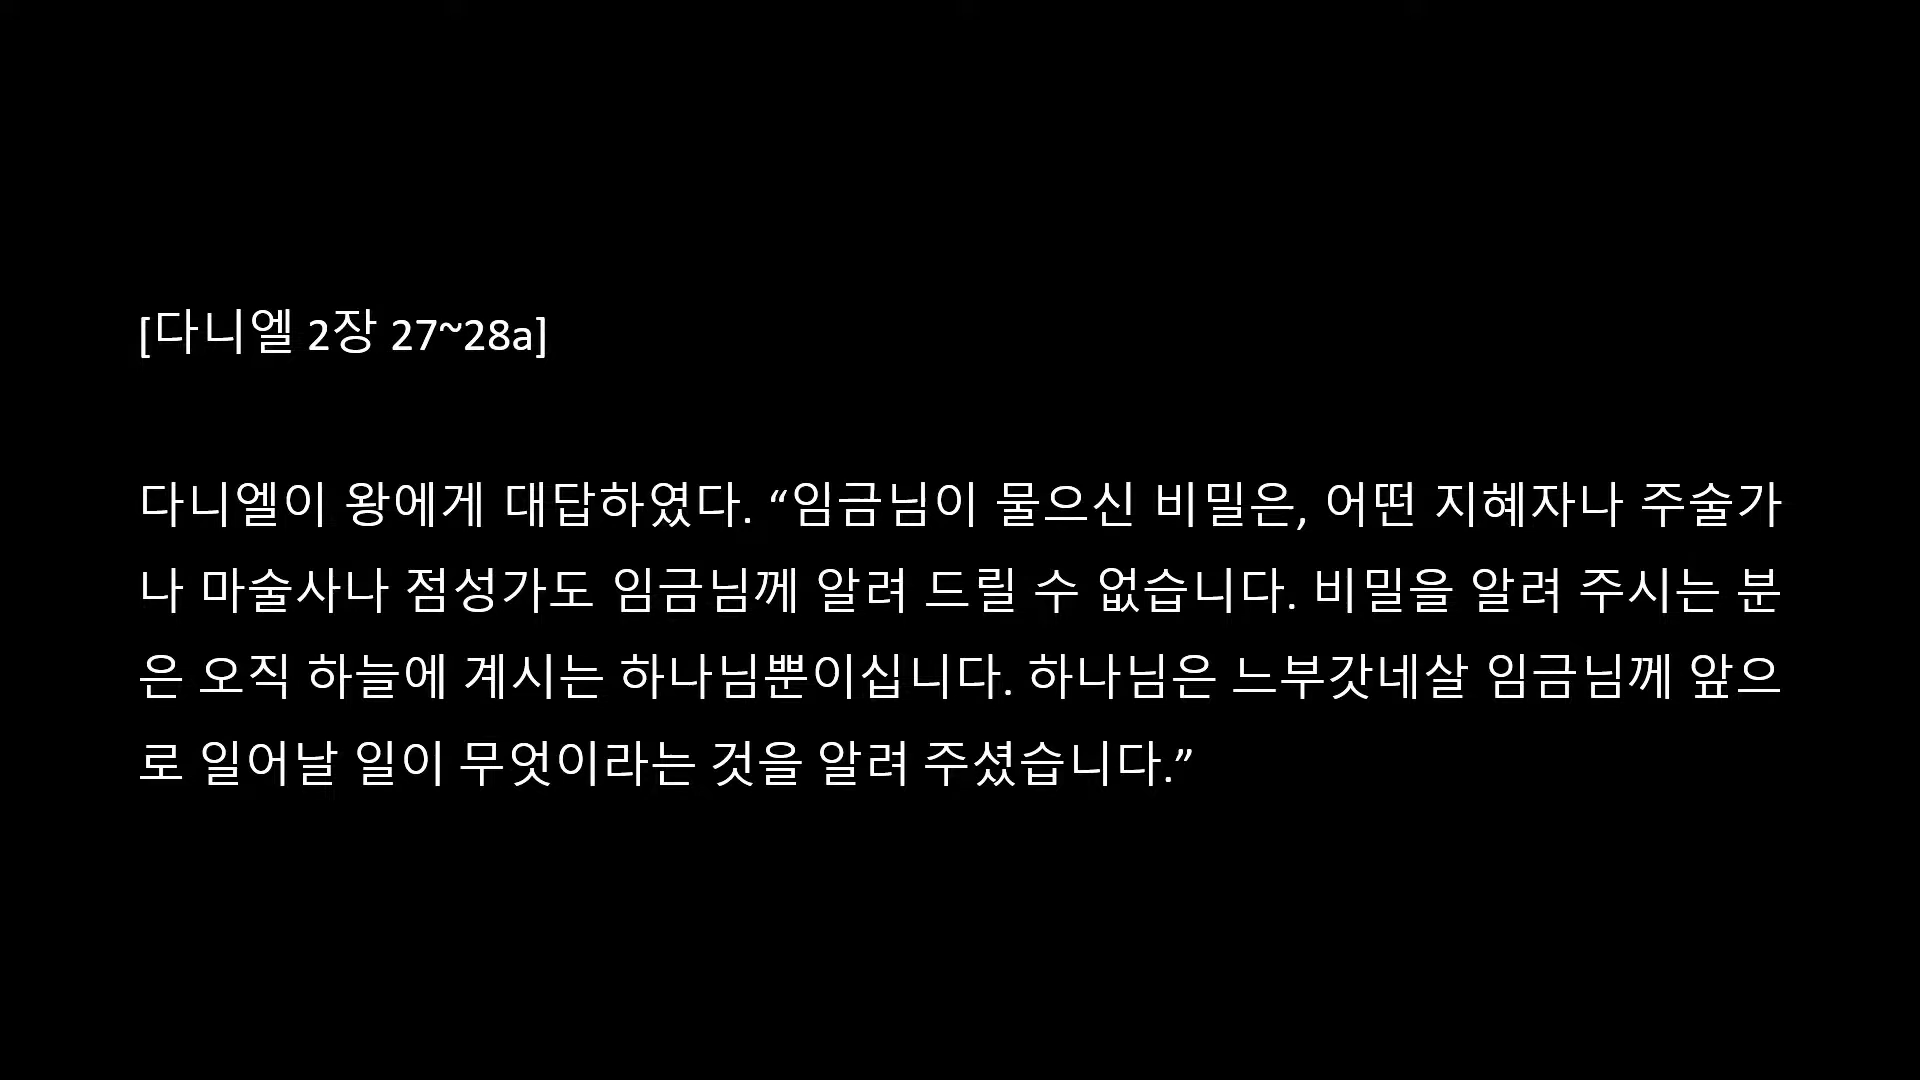 [다니엘 2장 27~28a]
다니엘이 왕에게 대답하였다. “임금님이 물으신 비밀은, 어떤 지혜자나 주술가
나 마술사나 점성가도 임금님께 알려 드릴 수 없습니다. 비밀을 알려 주시는 분
은 오직 하늘에 계시는 하나님뿐이십니다. 하나님은 느부갓네살 임금님께 앞으
로 일어날 일이 무엇이라는 것을 알려 주셨습니다.”